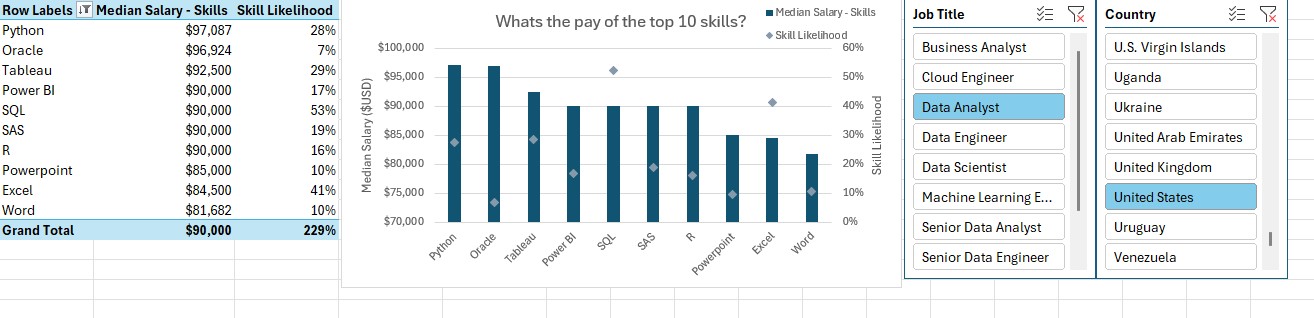 Row Labels Median Salary - Skills Skill Likelihood
Python $97,087 28%
Oracle $96,924 7%
Tableau $92,500 29%
Power BI $90,000 17%
SQL $90,000 53%
SAS $90,000 19%
R $90,000 16%
Powerpoint $85,000 10%
Excel $84,500 41%
Word $81,682 10%
Grand Total $90,000 229%
Whats the pay of the top 10 skills?
Median Salary - Skills
Skill Likelihood
Median Salary ($USD)
$100,000
$95,000
$90,000
$85,000
$80,000
$75,000
$70,000
60%
50%
40%
30%
20%
10%
0%
Skill Likelihood
Python
Oracle
Tableau
Power BI
SQL
SAS
R
Powerpoint
Excel
Word
Job Title
Business Analyst
Cloud Engineer
Data Analyst
Data Engineer
Data Scientist
Machine Learning E...
Senior Data Analyst
Senior Data Engineer
Country
U.S. Virgin Islands
Uganda
Ukraine
United Arab Emirates
United Kingdom
United States
Uruguay
Venezuela